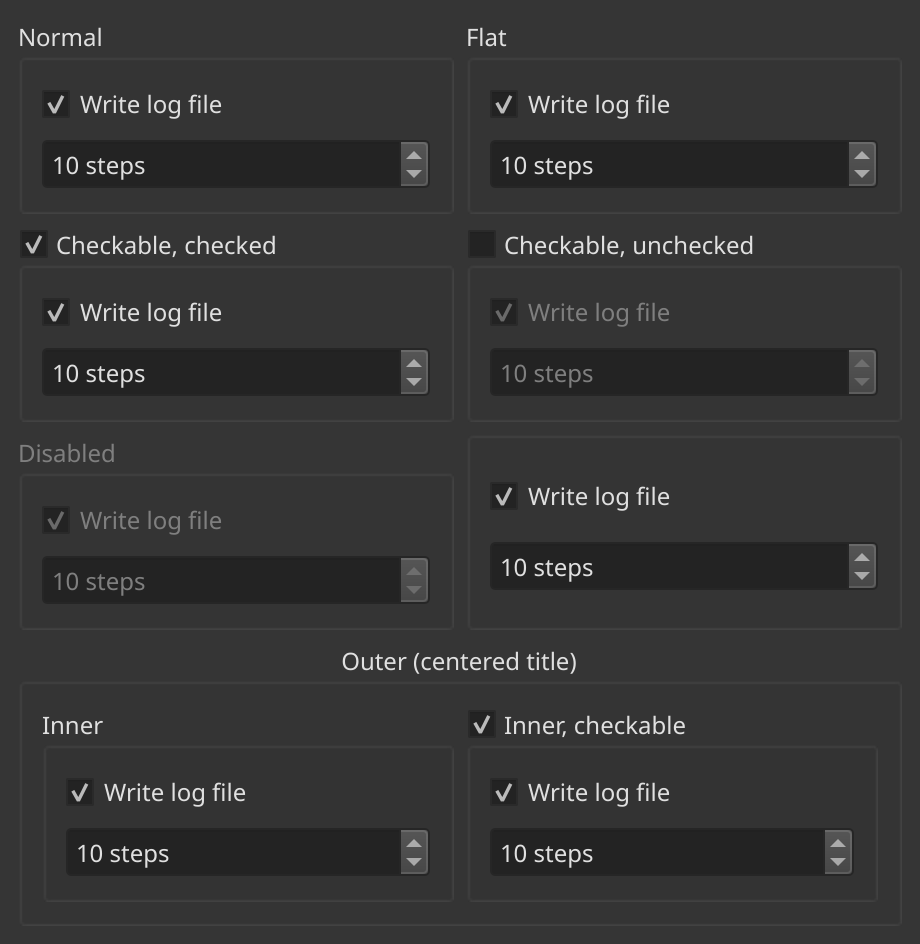 Normal
Write log file
10 steps
Flat
Write log file
10 steps
Checkable, checked
Write log file
10 steps
Checkable, unchecked
Write log file
10 steps
Disabled
Write log file
10 steps
Write log file
10 steps
Outer (centered title)
Inner
Write log file
10 steps
Inner, checkable
Write log file
10 steps